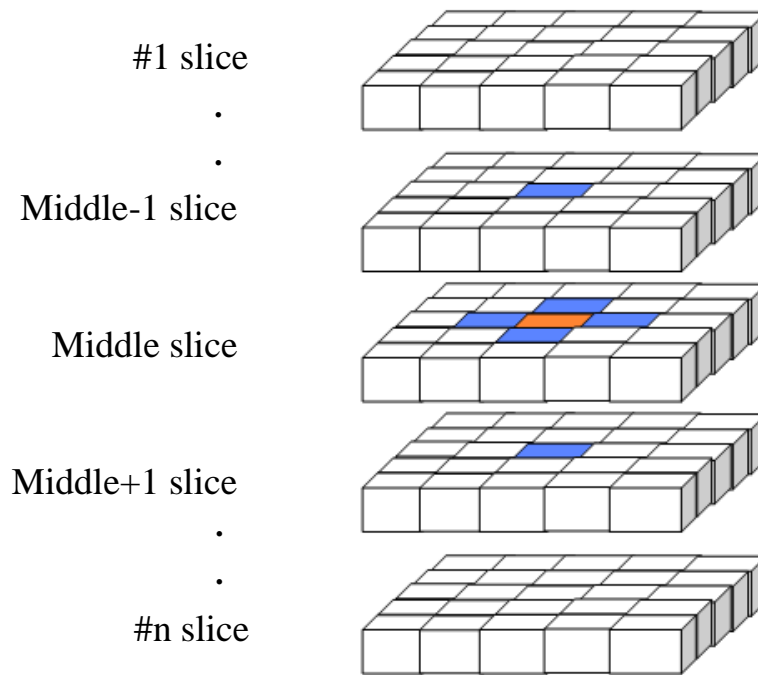 #1 slice
.
.
Middle-1 slice
Middle slice
Middle+1 slice
.
.
#n slice